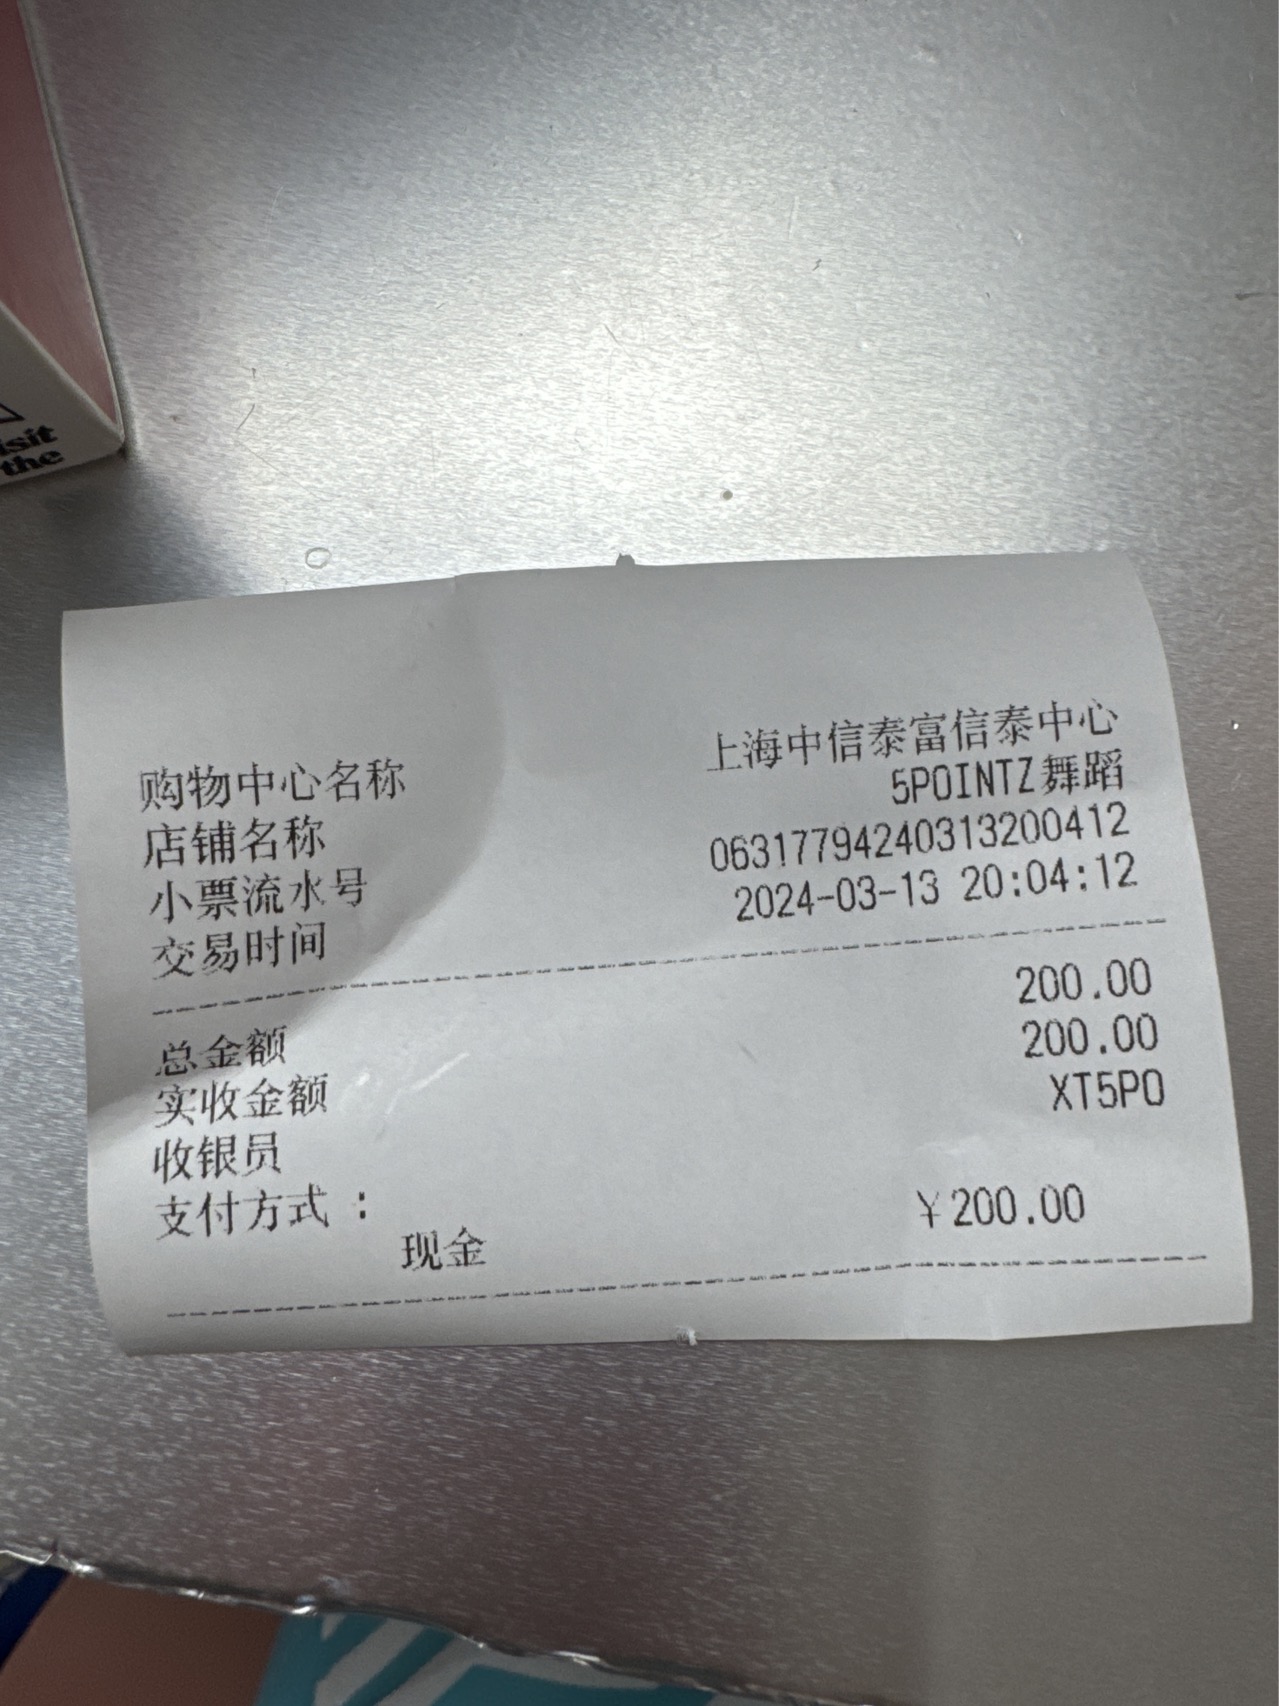 isit
the
购物中心名称 上海中信泰富信泰中心
店铺名称 5POINTZ舞蹈
小票流水号 06317794240313200412
交易时间 2024-03-13 20:04:12
总金额 200.00
实收金额 200.00
收银员 XT5PO
支付方式 :
现金 ¥200.00